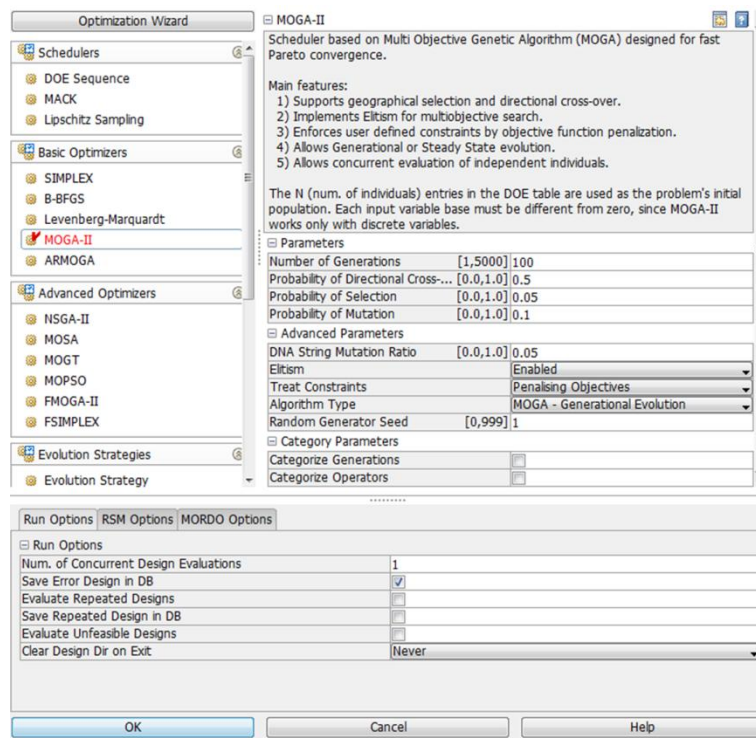 Optimization Wizard
Schedulers
DOE Sequence
MACK
Lipschitz Sampling
Basic Optimizers
SIMPLEX
B-BFGS
Levenberg-Marquardt
MOGA-II
ARMOGA
Advanced Optimizers
NSGA-II
MOSA
MOGT
MOPSO
FMOGA-II
FSIMPLEX
Evolution Strategies
Evolution Strategy
MOGA-II
Scheduler based on Multi Objective Genetic Algorithm (MOGA) designed for fast
Pareto convergence.
Main features:
1) Supports geographical selection and directional cross-over.
2) Implements Elitism for multiobjective search.
3) Enforces user defined constraints by objective function penalization.
4) Allows Generational or Steady State evolution.
5) Allows concurrent evaluation of independent individuals.
The N (num. of individuals) entries in the DOE table are used as the problem's initial
population. Each input variable base must be different from zero, since MOGA-II
works only with discrete variables.
Parameters
Number of Generations [1,5000] 100
Probability of Directional Cross-... [0.0,1.0] 0.5
Probability of Selection [0.0,1.0] 0.05
Probability of Mutation [0.0,1.0] 0.1
Advanced Parameters
DNA String Mutation Ratio [0.0,1.0] 0.05
Elitism Enabled
Treat Constraints Penalising Objectives
Algorithm Type MOGA - Generational Evolution
Random Generator Seed [0,999] 1
Category Parameters
Categorize Generations
Categorize Operators
Run Options RSM Options MORDO Options
Run Options
Num. of Concurrent Design Evaluations 1
Save Error Design in DB
Evaluate Repeated Designs
Save Repeated Design in DB
Evaluate Unfeasible Designs
Clear Design Dir on Exit Never
OK Cancel Help